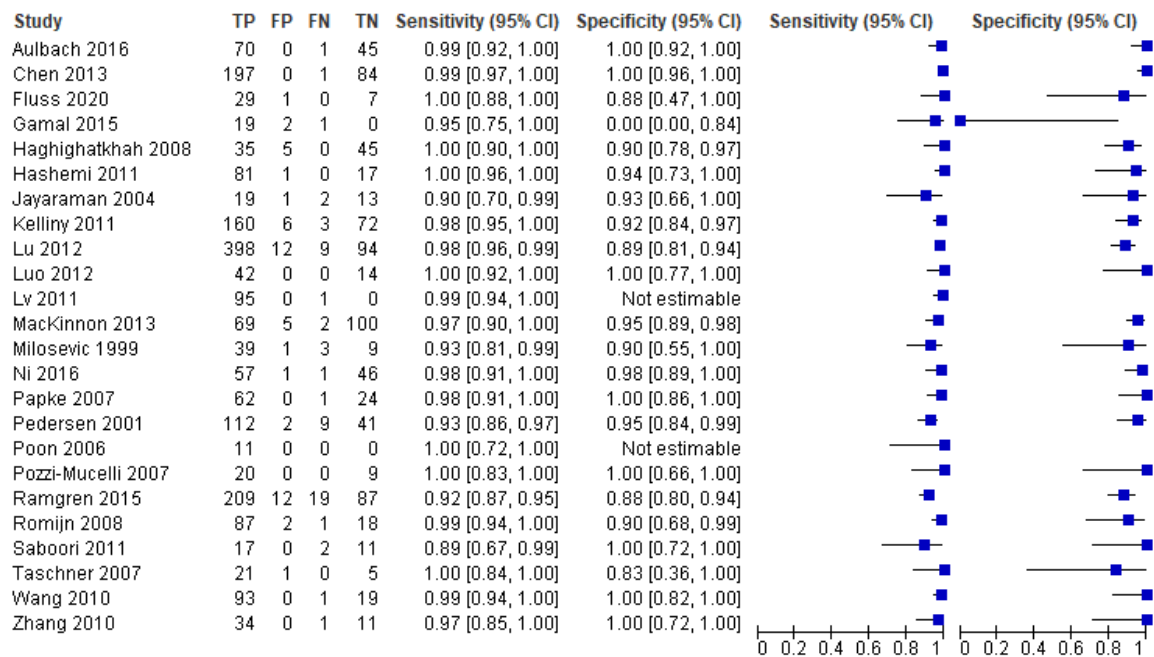 Study TP FP FN TN Sensitivity (95% CI) Specificity (95% CI) Sensitivity (95% CI) Specificity (95% CI)
Aulbach 2016 70 0 1 45 0.99 [0.92, 1.00] 1.00 [0.92, 1.00]
Chen 2013 197 0 1 84 0.99 [0.97, 1.00] 1.00 [0.96, 1.00]
Fluss 2020 29 1 0 7 1.00 [0.88, 1.00] 0.88 [0.47, 1.00]
Gamal 2015 19 2 1 0 0.95 [0.75, 1.00] 0.00 [0.00, 0.84]
Haghighatkhah 2008 35 5 0 45 1.00 [0.90, 1.00] 0.90 [0.78, 0.97]
Hashemi 2011 81 1 0 17 1.00 [0.96, 1.00] 0.94 [0.73, 1.00]
Jayaraman 2004 19 1 2 13 0.90 [0.70, 0.99] 0.93 [0.66, 1.00]
Kelliny 2011 160 6 3 72 0.98 [0.95, 1.00] 0.92 [0.84, 0.97]
Lu 2012 398 12 9 94 0.98 [0.96, 0.99] 0.89 [0.81, 0.94]
Luo 2012 42 0 0 14 1.00 [0.92, 1.00] 1.00 [0.77, 1.00]
Lv 2011 95 0 1 0 0.99 [0.94, 1.00] Not estimable
MacKinnon 2013 69 5 2 100 0.97 [0.90, 1.00] 0.95 [0.89, 0.98]
Milosevic 1999 39 1 3 9 0.93 [0.81, 0.99] 0.90 [0.55, 1.00]
Ni 2016 57 1 1 46 0.98 [0.91, 1.00] 0.98 [0.89, 1.00]
Papke 2007 62 0 1 24 0.98 [0.91, 1.00] 1.00 [0.86, 1.00]
Pedersen 2001 112 2 9 41 0.93 [0.86, 0.97] 0.95 [0.84, 0.99]
Poon 2006 11 0 0 0 1.00 [0.72, 1.00] Not estimable
Pozzi-Mucelli 2007 20 0 0 9 1.00 [0.83, 1.00] 1.00 [0.66, 1.00]
Ramgren 2015 209 12 19 87 0.92 [0.87, 0.95] 0.88 [0.80, 0.94]
Romijn 2008 87 2 1 18 0.99 [0.94, 1.00] 0.90 [0.68, 0.99]
Saboori 2011 17 0 2 11 0.89 [0.67, 0.99] 1.00 [0.72, 1.00]
Taschner 2007 21 1 0 5 1.00 [0.84, 1.00] 0.83 [0.36, 1.00]
Wang 2010 93 0 1 19 0.99 [0.94, 1.00] 1.00 [0.82, 1.00]
Zhang 2010 34 0 1 11 0.97 [0.85, 1.00] 1.00 [0.72, 1.00]
0 0.2 0.4 0.6 0.8 1 0 0.2 0.4 0.6 0.8 1